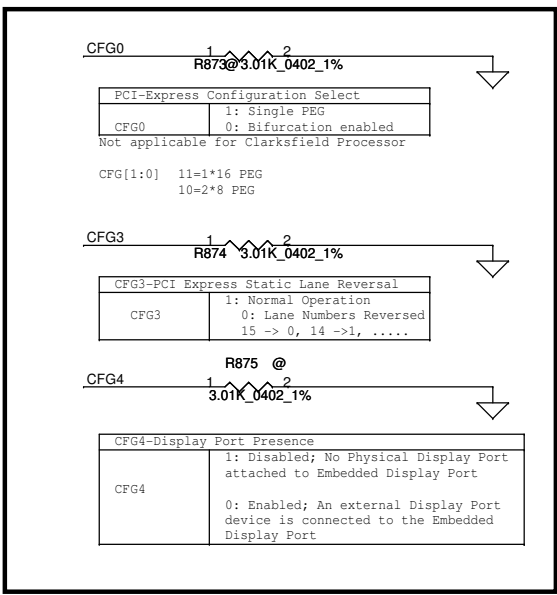 CFG0
1 2
R873@ 3.01K_0402_1%
PCI-Express Configuration Select
1: Single PEG
CFG0 0: Bifurcation enabled
Not applicable for Clarksfield Processor
CFG[1:0] 11=1*16 PEG
10=2*8 PEG
CFG3
1 2
R874 3.01K_0402_1%
CFG3-PCI Express Static Lane Reversal
1: Normal Operation
CFG3 0: Lane Numbers Reversed
15 -> 0, 14 ->1, .....
R875 @
CFG4
1 2
3.01K_0402_1%
CFG4-Display Port Presence
1: Disabled; No Physical Display Port
attached to Embedded Display Port
CFG4
0: Enabled; An external Display Port
device is connected to the Embedded
Display Port